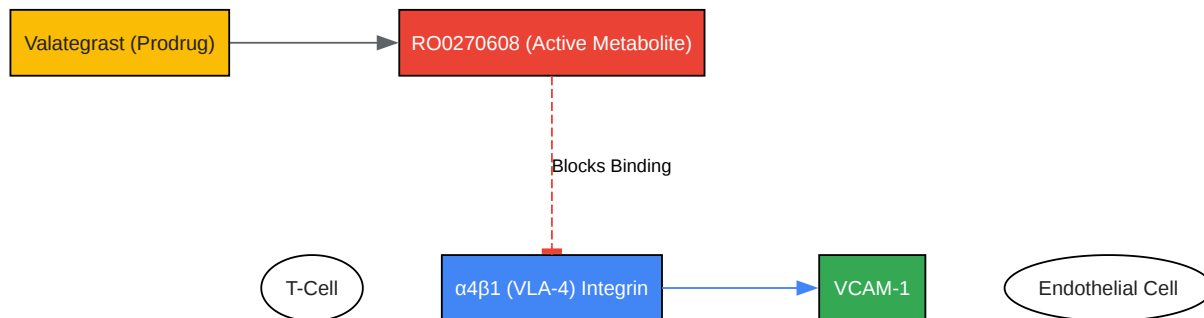 Valategrast (Prodrug)
RO0270608 (Active Metabolite)
Blocks Binding
T-Cell
α4β1 (VLA-4) Integrin
VCAM-1
Endothelial Cell